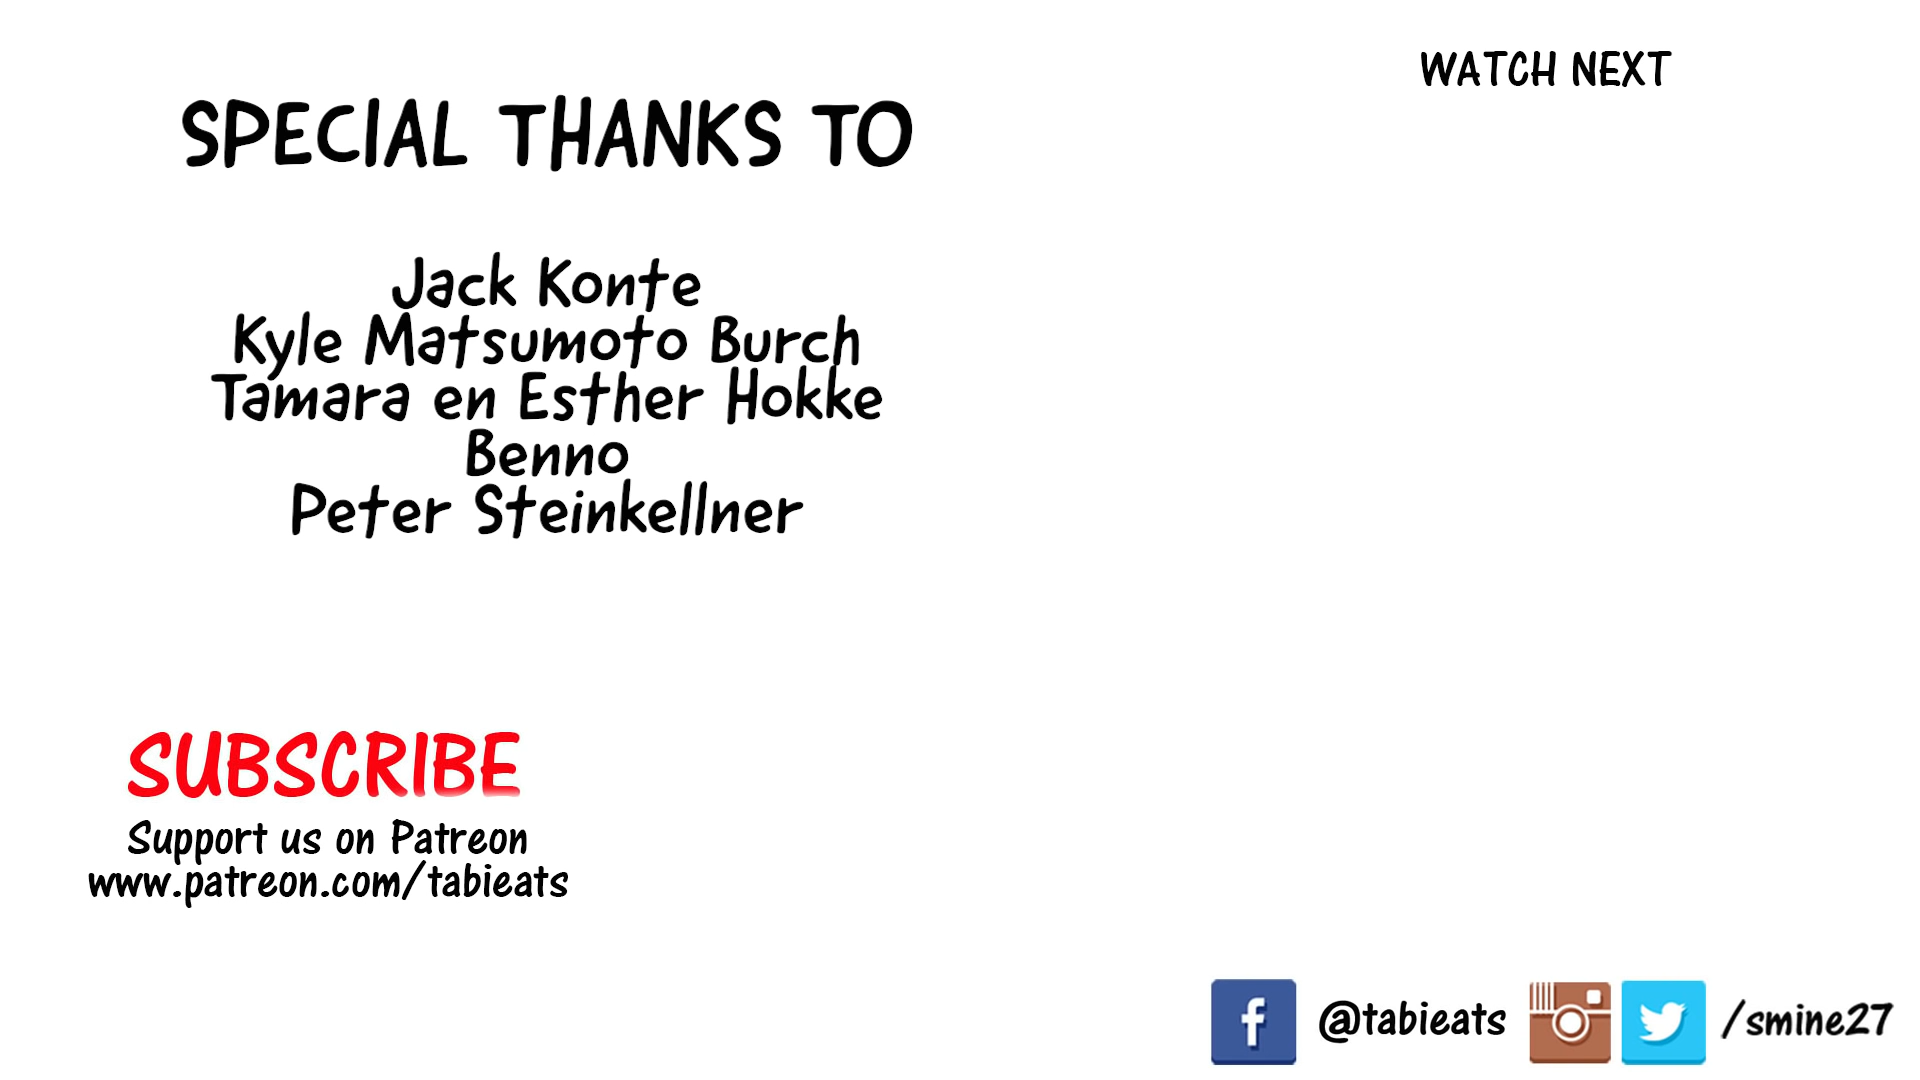 WATCH NEXT
SPECIAL THANKS TO
Jack Konte
Kyle Matsumoto Burch
Tamara en Esther Hokke
Benno
Peter Steinkellner
SUBSCRIBE
Support us on Patreon
www.patreon.com/tabieats
@tabieats /smine27